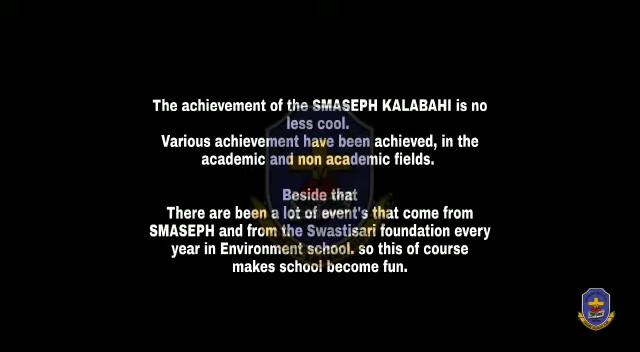 The achievement of the SMASEPH KALABAHI is no
less cool.
Various achievement have been achieved, in the
academic and non academic fields.
Beside that
There are been a lot of event's that come from
SMASEPH and from the Swastisari foundation every
year in Environment school. so this of course
makes school become fun.